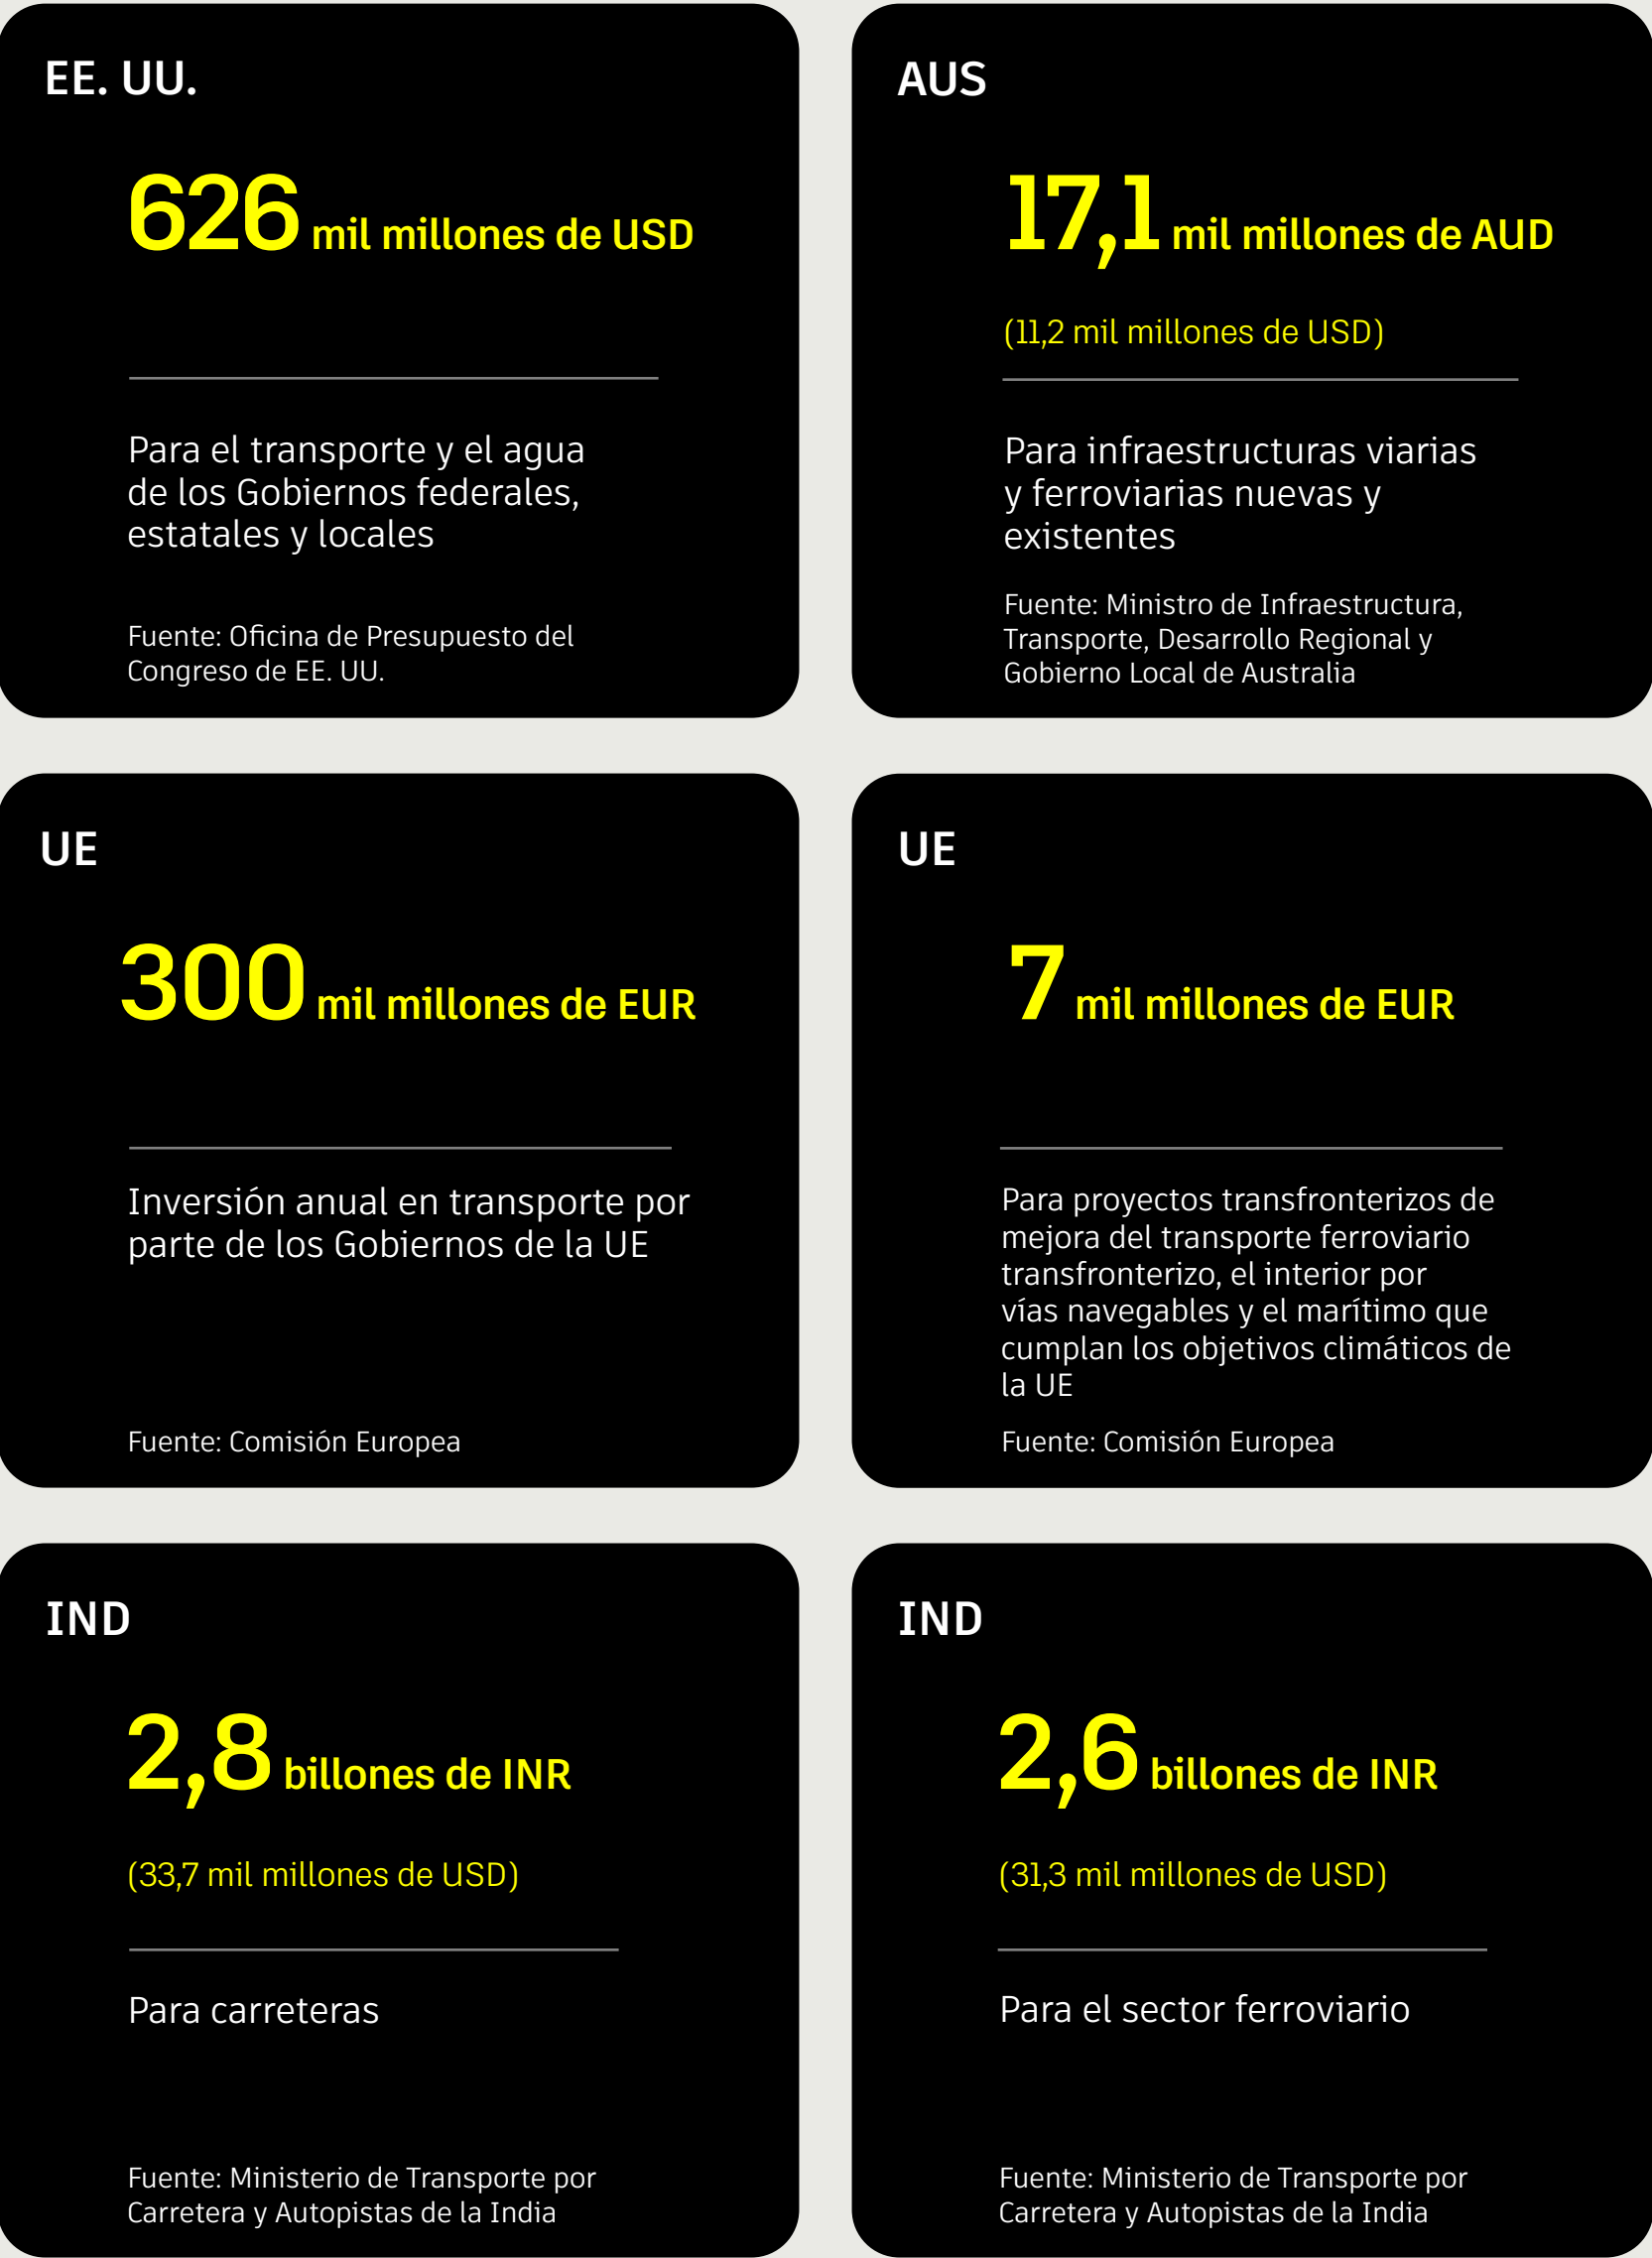 EE. UU.
626 mil millones de USD
Para el transporte y el agua
de los Gobiernos federales,
estatales y locales
Fuente: Oficina de Presupuesto del
Congreso de EE. UU.
AUS
17,1 mil millones de AUD
(11,2 mil millones de USD)
Para infraestructuras viarias
y ferroviarias nuevas y
existentes
Fuente: Ministro de Infraestructura,
Transporte, Desarrollo Regional y
Gobierno Local de Australia
UE
300 mil millones de EUR
Inversión anual en transporte por
parte de los Gobiernos de la UE
Fuente: Comisión Europea
UE
7 mil millones de EUR
Para proyectos transfronterizos de
mejora del transporte ferroviario
transfronterizo, el interior por
vías navegables y el marítimo que
cumplan los objetivos climáticos de
la UE
Fuente: Comisión Europea
IND
2,8 billones de INR
(33,7 mil millones de USD)
Para carreteras
Fuente: Ministerio de Transporte por
Carretera y Autopistas de la India
IND
2,6 billones de INR
(31,3 mil millones de USD)
Para el sector ferroviario
Fuente: Ministerio de Transporte por
Carretera y Autopistas de la India